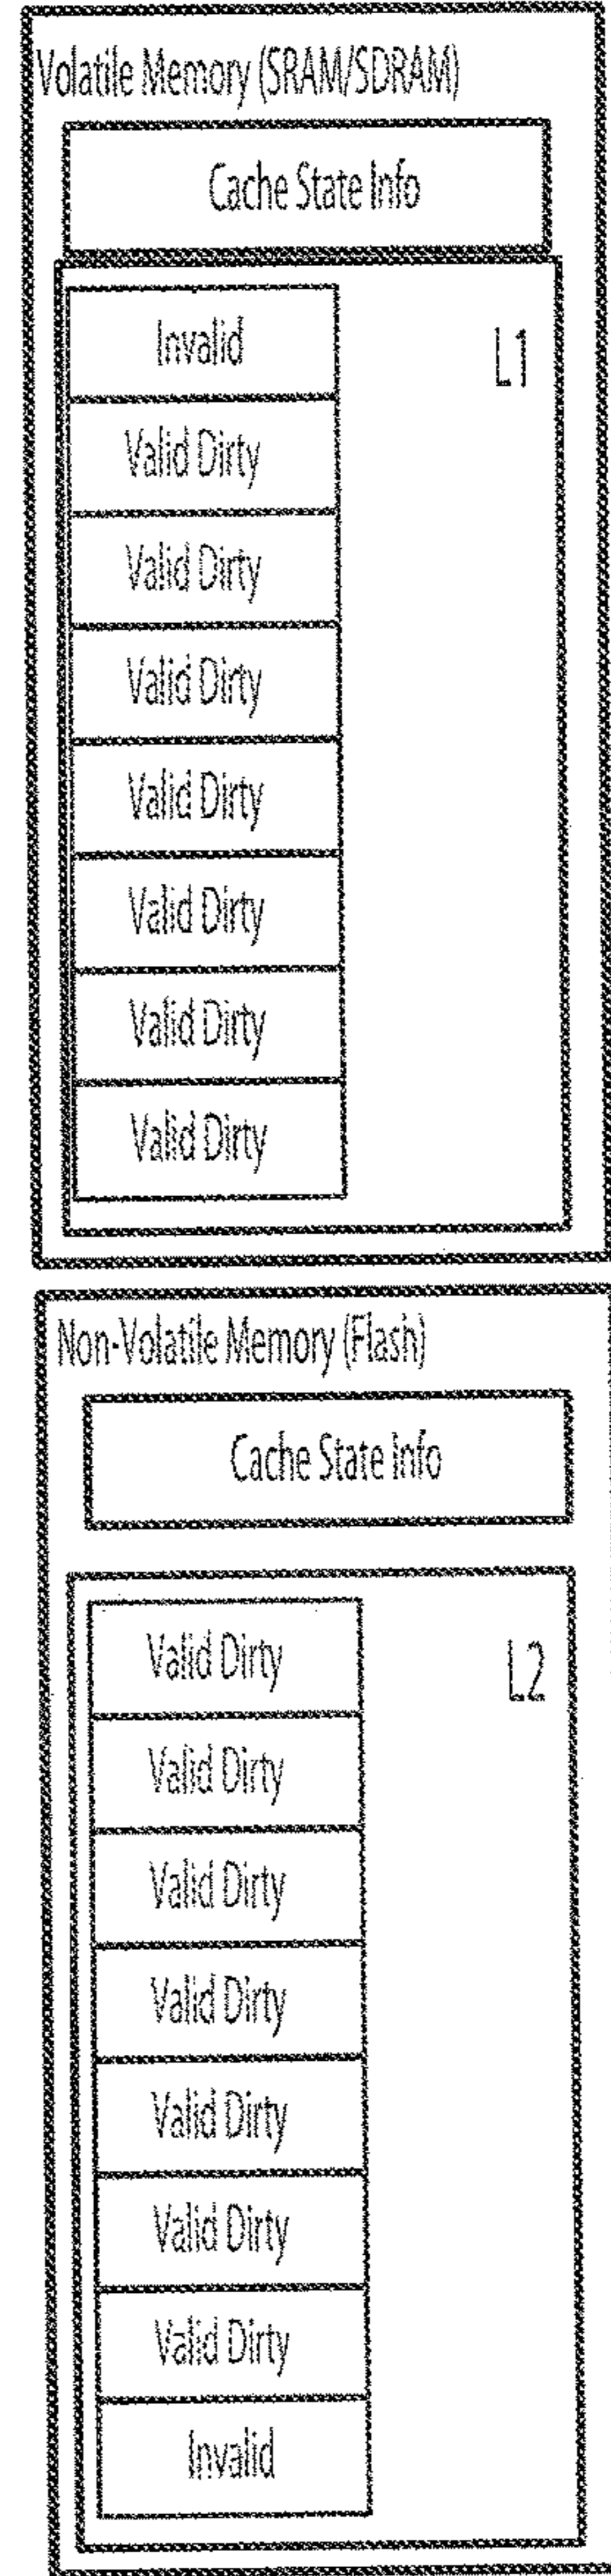 Volatile Memory (SRAM/SDRAM)
Cache State Info
Invalid
L1
Valid Dirty
Valid Dirty
Valid Dirty
Valid Dirty
Valid Dirty
Valid Dirty
Valid Dirty
Non-Volatile Memory (Flash)
Cache State Info
Valid Dirty
L2
Valid Dirty
Valid Dirty
Valid Dirty
Valid Dirty
Valid Dirty
Valid Dirty
Invalid